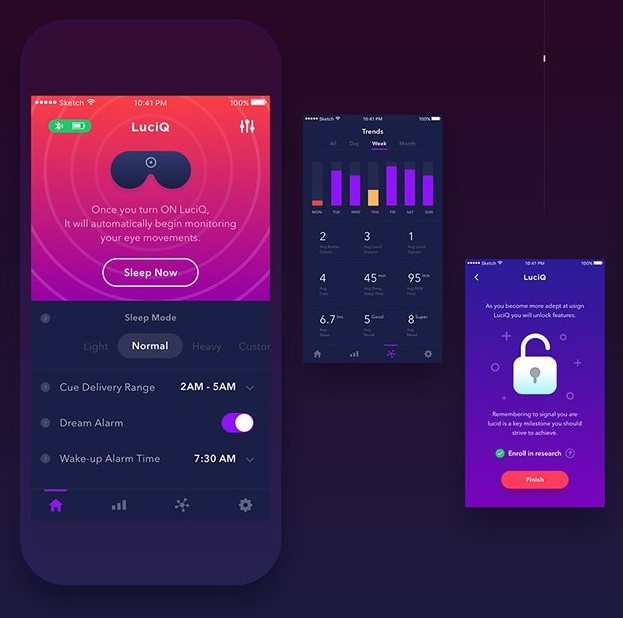 Sketch
10:41 PM
100%
LuciQ
Once you turn ON LuciQ,
It will automatically begin monitoring
your eye movements.
Sleep Now
Sleep Mode
Light Normal Heavy Custom
Cue Delivery Range 2AM - 5AM
Dream Alarm
Wake-up Alarm Time 7:30 AM
Sketch
10:41 PM
100%
Trends
All Day Week Month
MON TUE WED THU FRI SAT SUN
2 3 1
Avg Reality Avg Lucid Avg Lucid
Checks Dreams Signals
4 45 min 95 min
Avg Avg Deep Avg REM
Cues Sleep Time Time
6.7 hrs 5 Good 8 Super
Avg Avg Avg
Sleep Recall Mood
Sketch
10:41 PM
100%
LuciQ
As you become more adept at usign
LuciQ you will unlock features.
Remembering to signal you are
lucid is a key milestone you should
strive to achieve.
Enroll in research ?
Finish